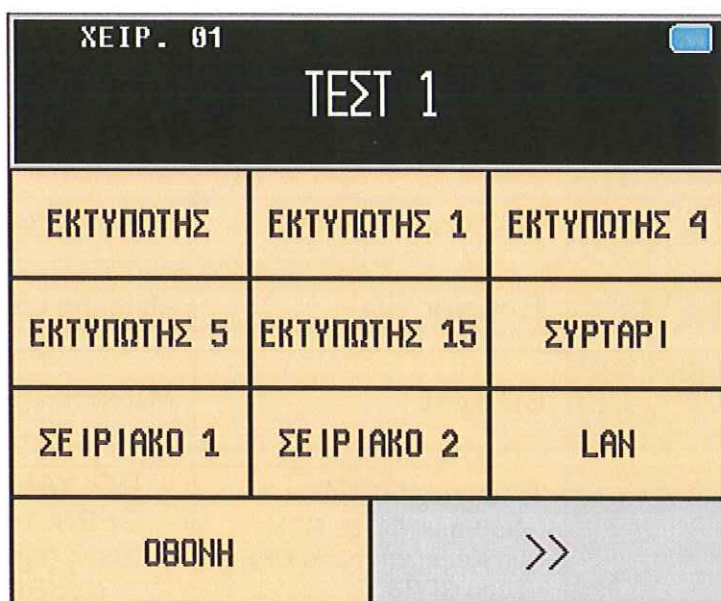 ΧΕΙΡ. 01
ΤΕΣΤ 1
ΕΚΤΥΠΩΤΗΣ ΕΚΤΥΠΩΤΗΣ 1 ΕΚΤΥΠΩΤΗΣ 4
ΕΚΤΥΠΩΤΗΣ 5 ΕΚΤΥΠΩΤΗΣ 15 ΣΥΡΤΑΡΙ
ΣΕΙΡΙΑΚΟ 1 ΣΕΙΡΙΑΚΟ 2 LAN
ΟΘΟΝΗ >>